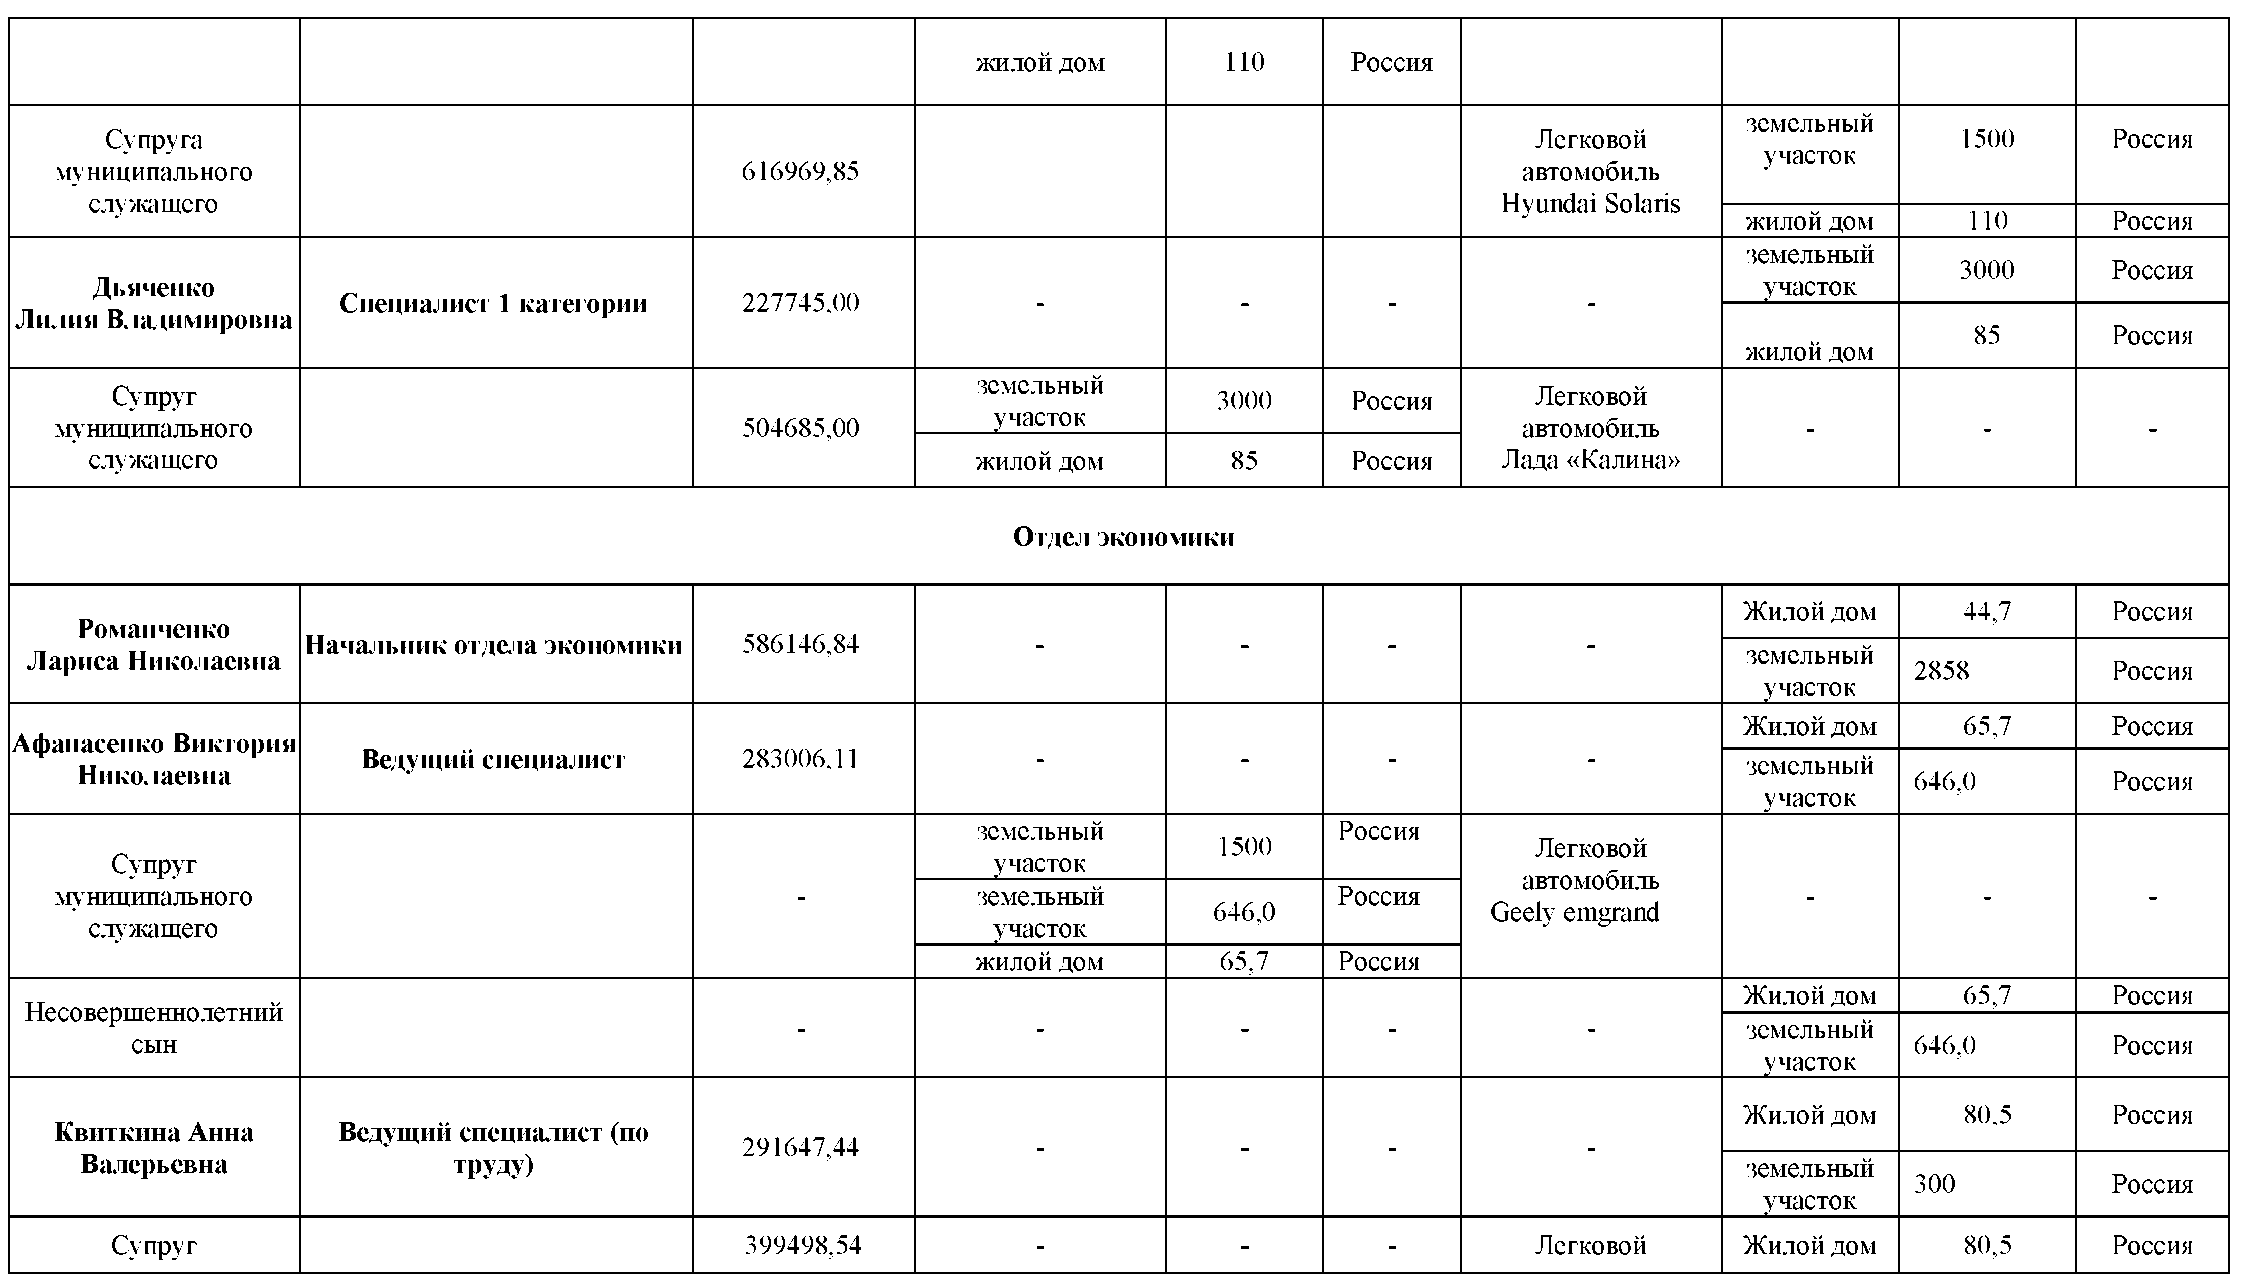 жилой дом 110 Россия
Супруга
муниципального
служащего
616969,85
Легковой
автомобиль
Hyundai Solaris
земельный
участок
1500
Россия
жилой дом 110 Россия
Дьяченко
Лилия Владимировна
Специалист 1 категории
227745,00
- - - -
земельный
участок
3000
Россия
жилой дом
85
Россия
Супруг
муниципального
служащего
504685,00
земельный
участок
3000
Россия
жилой дом 85 Россия
Легковой
автомобиль
Лада «Калина»
- - -
Отдел экономики
Романченко
Лариса Николаевна
Начальник отдела экономики
586146,84
- - - -
Жилой дом 44,7 Россия
земельный
участок
2858
Россия
Афанасенко Виктория
Николаевна
Ведущий специалист
283006,11
- - - -
Жилой дом 65,7 Россия
земельный
участок
646,0
Россия
Супруг
муниципального
служащего
-
земельный
участок
1500
Россия
земельный
участок
646,0
Россия
жилой дом 65,7 Россия
Легковой
автомобиль
Geely emgrand
- - -
Несовершеннолетний
сын
- - - - -
Жилой дом 65,7 Россия
земельный
участок
646,0
Россия
Квиткина Анна
Валерьевна
Ведущий специалист (по
труду)
291647,44
- - - -
Жилой дом 80,5 Россия
земельный
участок
300
Россия
Супруг 399498,54 - - - Легковой Жилой дом 80,5 Россия